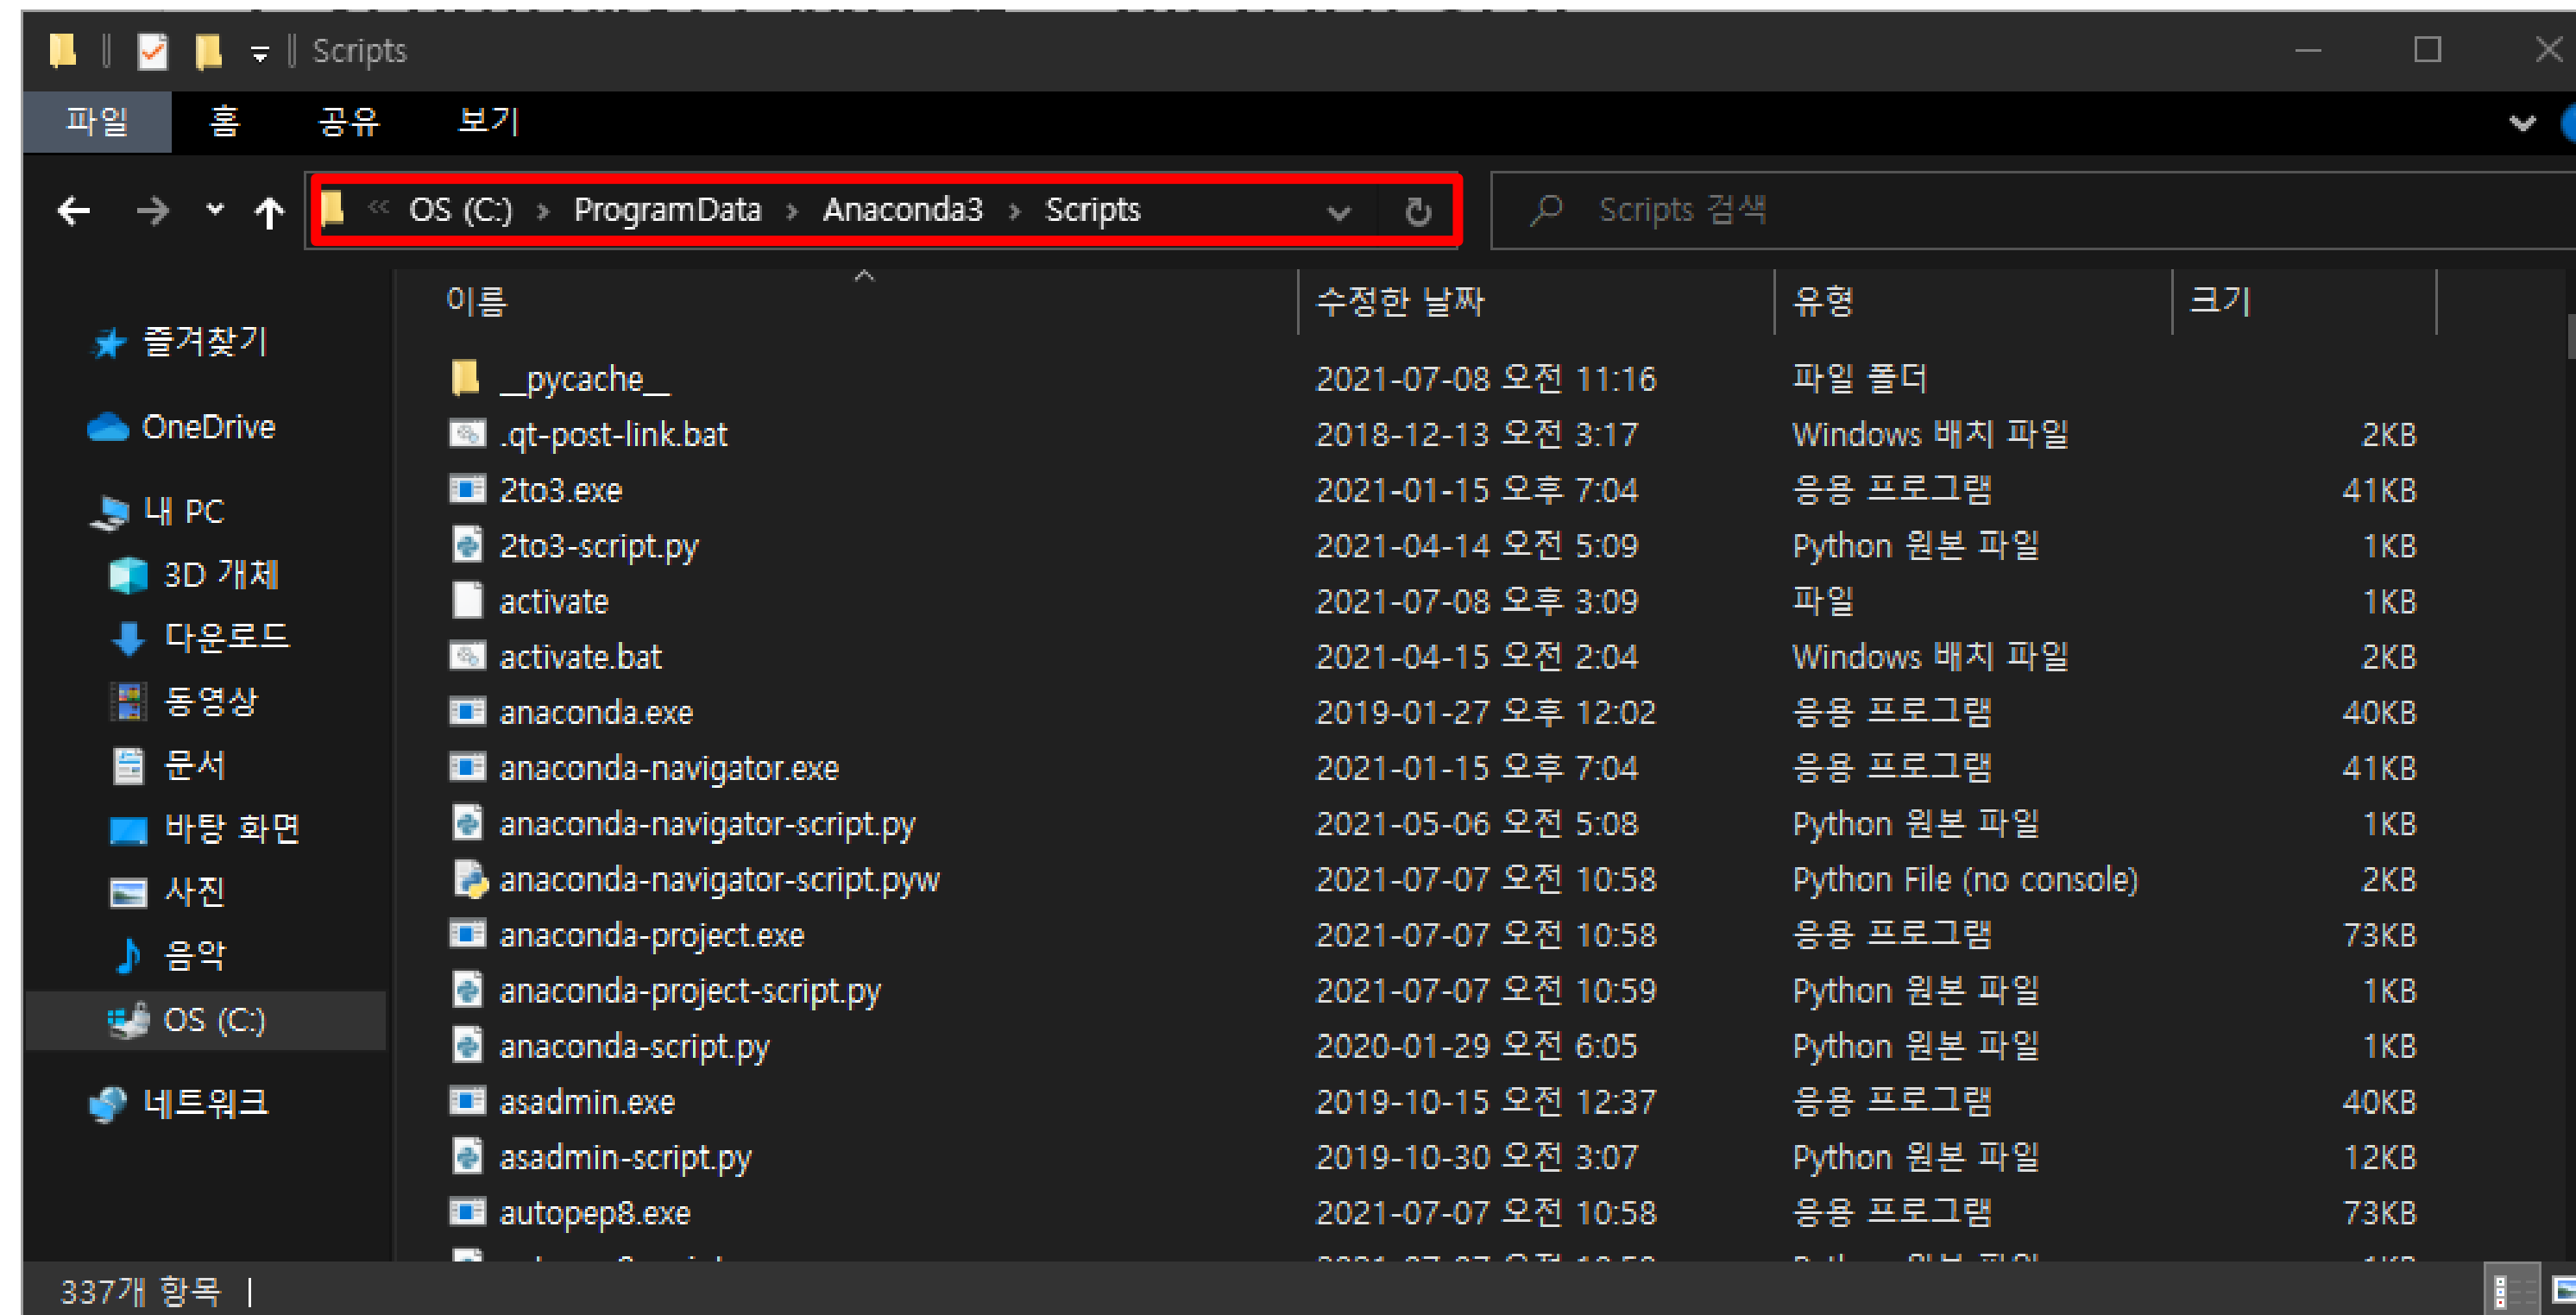 Scripts
파일 홈 공유 보기
« OS (C:) › ProgramData › Anaconda3 › Scripts
Scripts 검색
이름 수정한 날짜 유형 크기
즐겨찾기
OneDrive
내 PC
3D 개체
다운로드
동영상
문서
바탕 화면
사진
음악
OS (C:)
네트워크
__pycache__ 2021-07-08 오전 11:16 파일 폴더
.qt-post-link.bat 2018-12-13 오전 3:17 Windows 배치 파일 2KB
2to3.exe 2021-01-15 오후 7:04 응용 프로그램 41KB
2to3-script.py 2021-04-14 오전 5:09 Python 원본 파일 1KB
activate 2021-07-08 오후 3:09 파일 1KB
activate.bat 2021-04-15 오전 2:04 Windows 배치 파일 2KB
anaconda.exe 2019-01-27 오후 12:02 응용 프로그램 40KB
anaconda-navigator.exe 2021-01-15 오후 7:04 응용 프로그램 41KB
anaconda-navigator-script.py 2021-05-06 오전 5:08 Python 원본 파일 1KB
anaconda-navigator-script.pyw 2021-07-07 오전 10:58 Python File (no console) 2KB
anaconda-project.exe 2021-07-07 오전 10:58 응용 프로그램 73KB
anaconda-project-script.py 2021-07-07 오전 10:59 Python 원본 파일 1KB
anaconda-script.py 2020-01-29 오전 6:05 Python 원본 파일 1KB
asadmin.exe 2019-10-15 오전 12:37 응용 프로그램 40KB
asadmin-script.py 2019-10-30 오전 3:07 Python 원본 파일 12KB
autopep8.exe 2021-07-07 오전 10:58 응용 프로그램 73KB
337개 항목